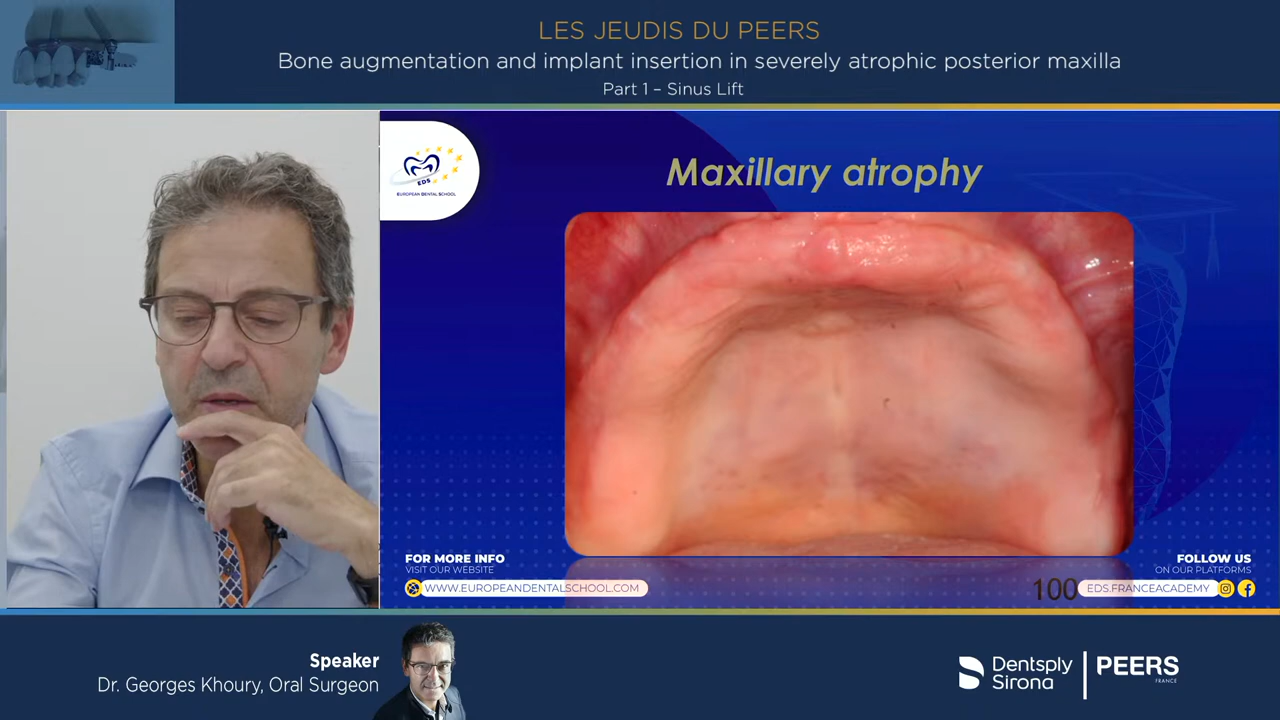 LES JEUDIS DU PEERS
Bone augmentation and implant insertion in severely atrophic posterior maxilla
Part 1 – Sinus Lift
EDS
EUROPEAN DENTAL SCHOOL
Maxillary atrophy
FOR MORE INFO
VISIT OUR WEBSITE
WWW.EUROPEANDENTALSCHOOL.COM
100
FOLLOW US
ON OUR PLATFORMS
EDS.FRANCEACADEMY
Speaker
Dr. Georges Khoury, Oral Surgeon
Dentsply
Sirona
PEERS
FRANCE